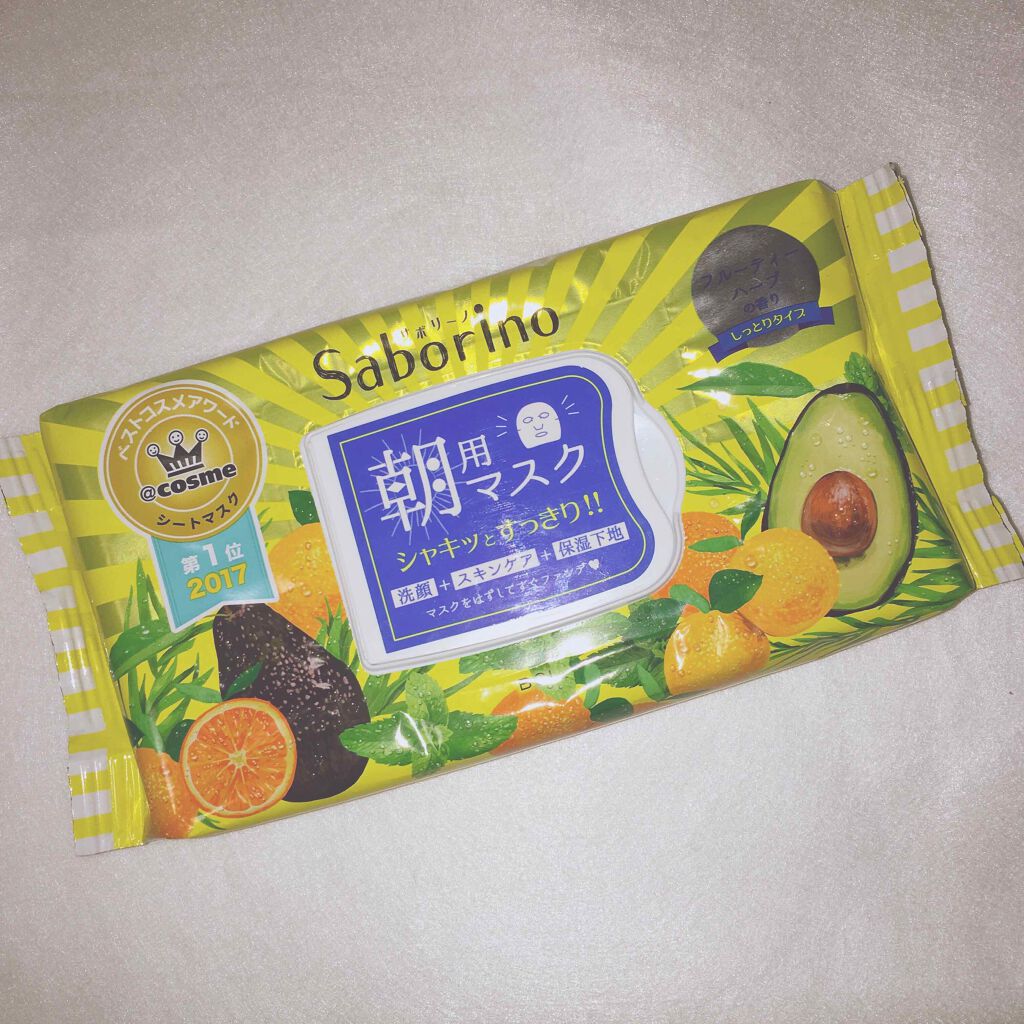 サボリーノ
Saborino
フルーティー
ハーブ
の香り
しっとりタイプ
ベストコスメアワード
@cosme
シートマスク
第1位
2017
朝用
マスク
シャキッとすっきり!!
洗顔+スキンケア+保湿下地
マスクをはずしてすぐファンデ♥